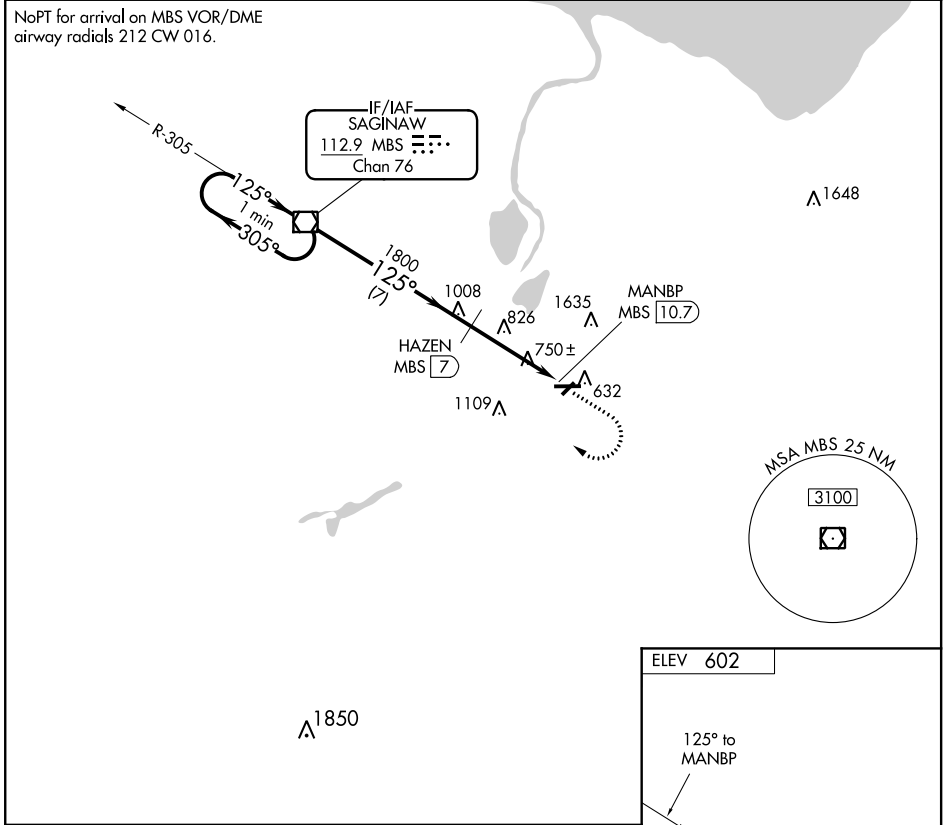 NoPT for arrival on MBS VOR/DME
airway radials 212 CW 016.
IF/IAF
SAGINAW
112.9 MBS
Chan 76
R-305
125°
1 min
305°
1800
125°
(7)
1648
1008
826
1635
MANBP
MBS 10.7
HAZEN
MBS 7
750 ±
632
1109
MSA MBS 25 NM
3100
1850
ELEV 602
125° to
MANBP